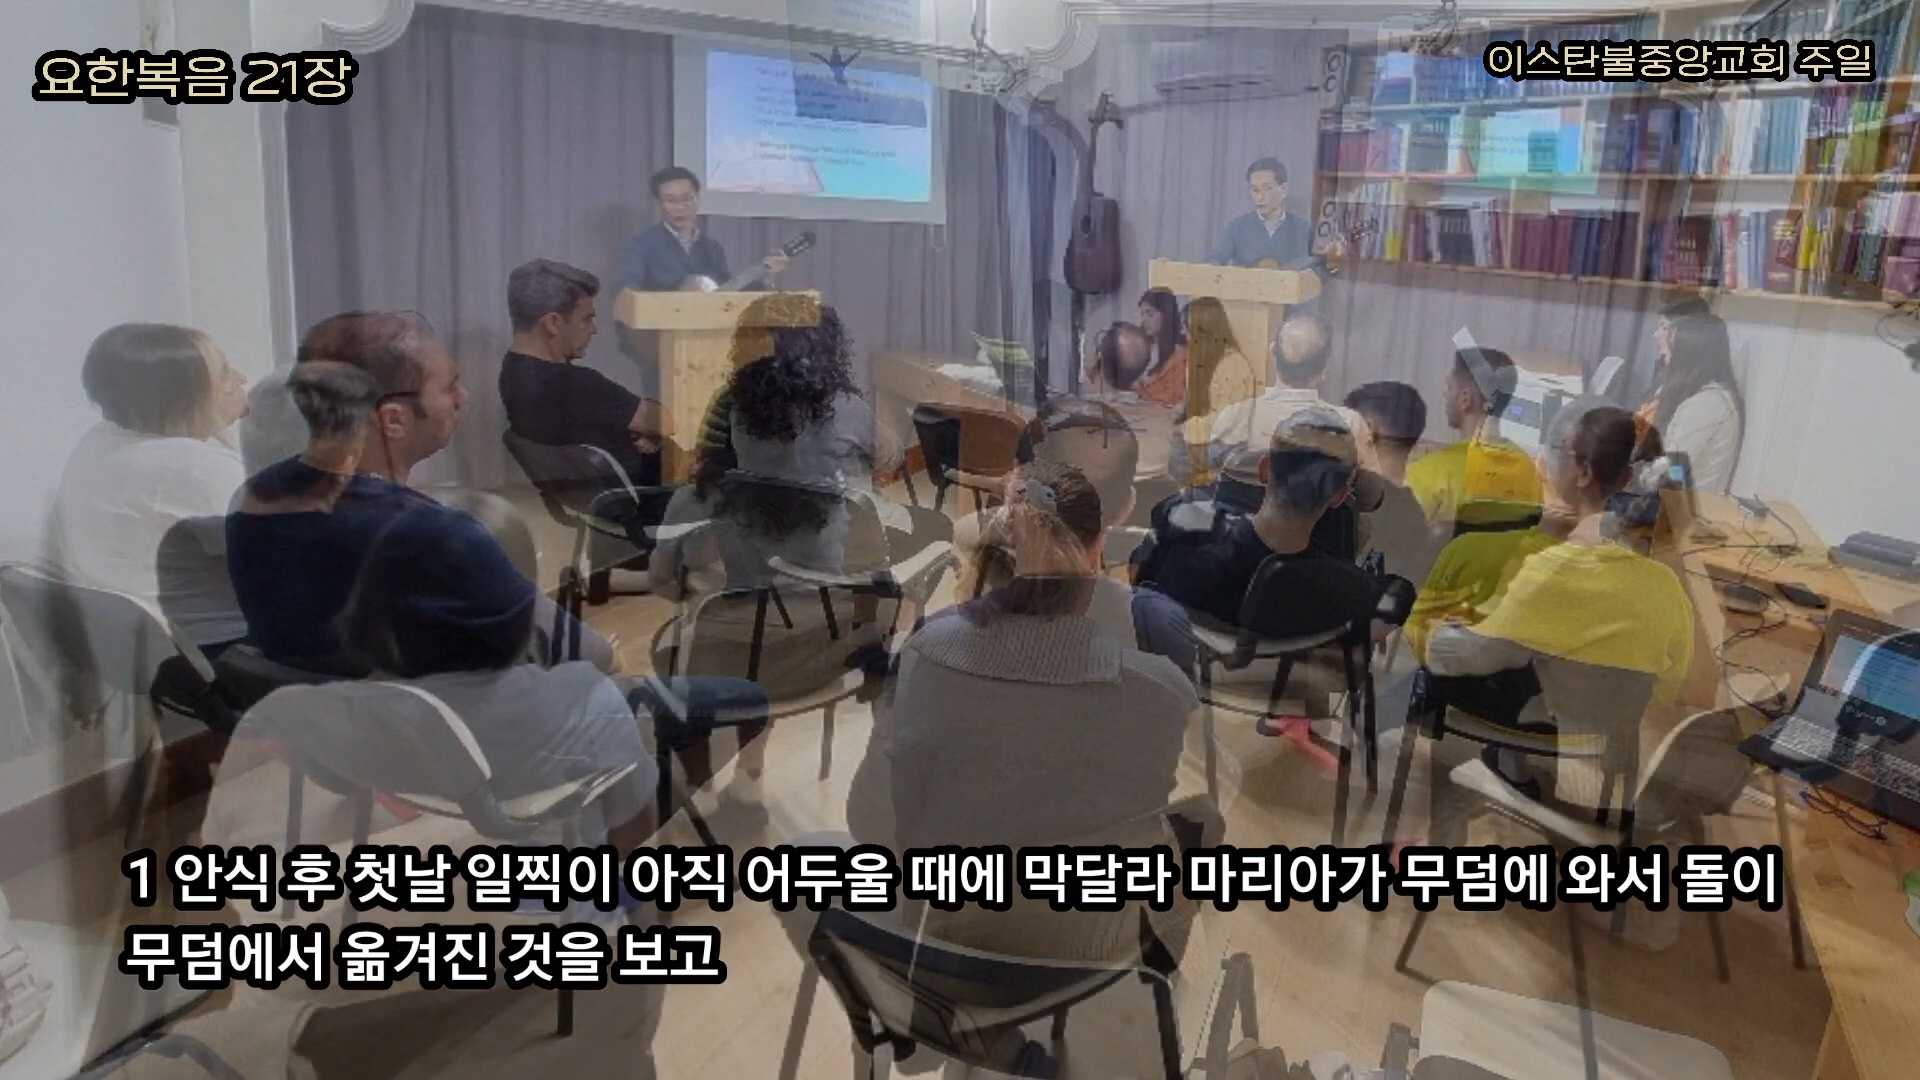 요한복음 21장
이스탄불중앙교회 주일
1 안식 후 첫날 일찍이 아직 어두울 때에 막달라 마리아가 무덤에 와서 돌이
무덤에서 옮겨진 것을 보고